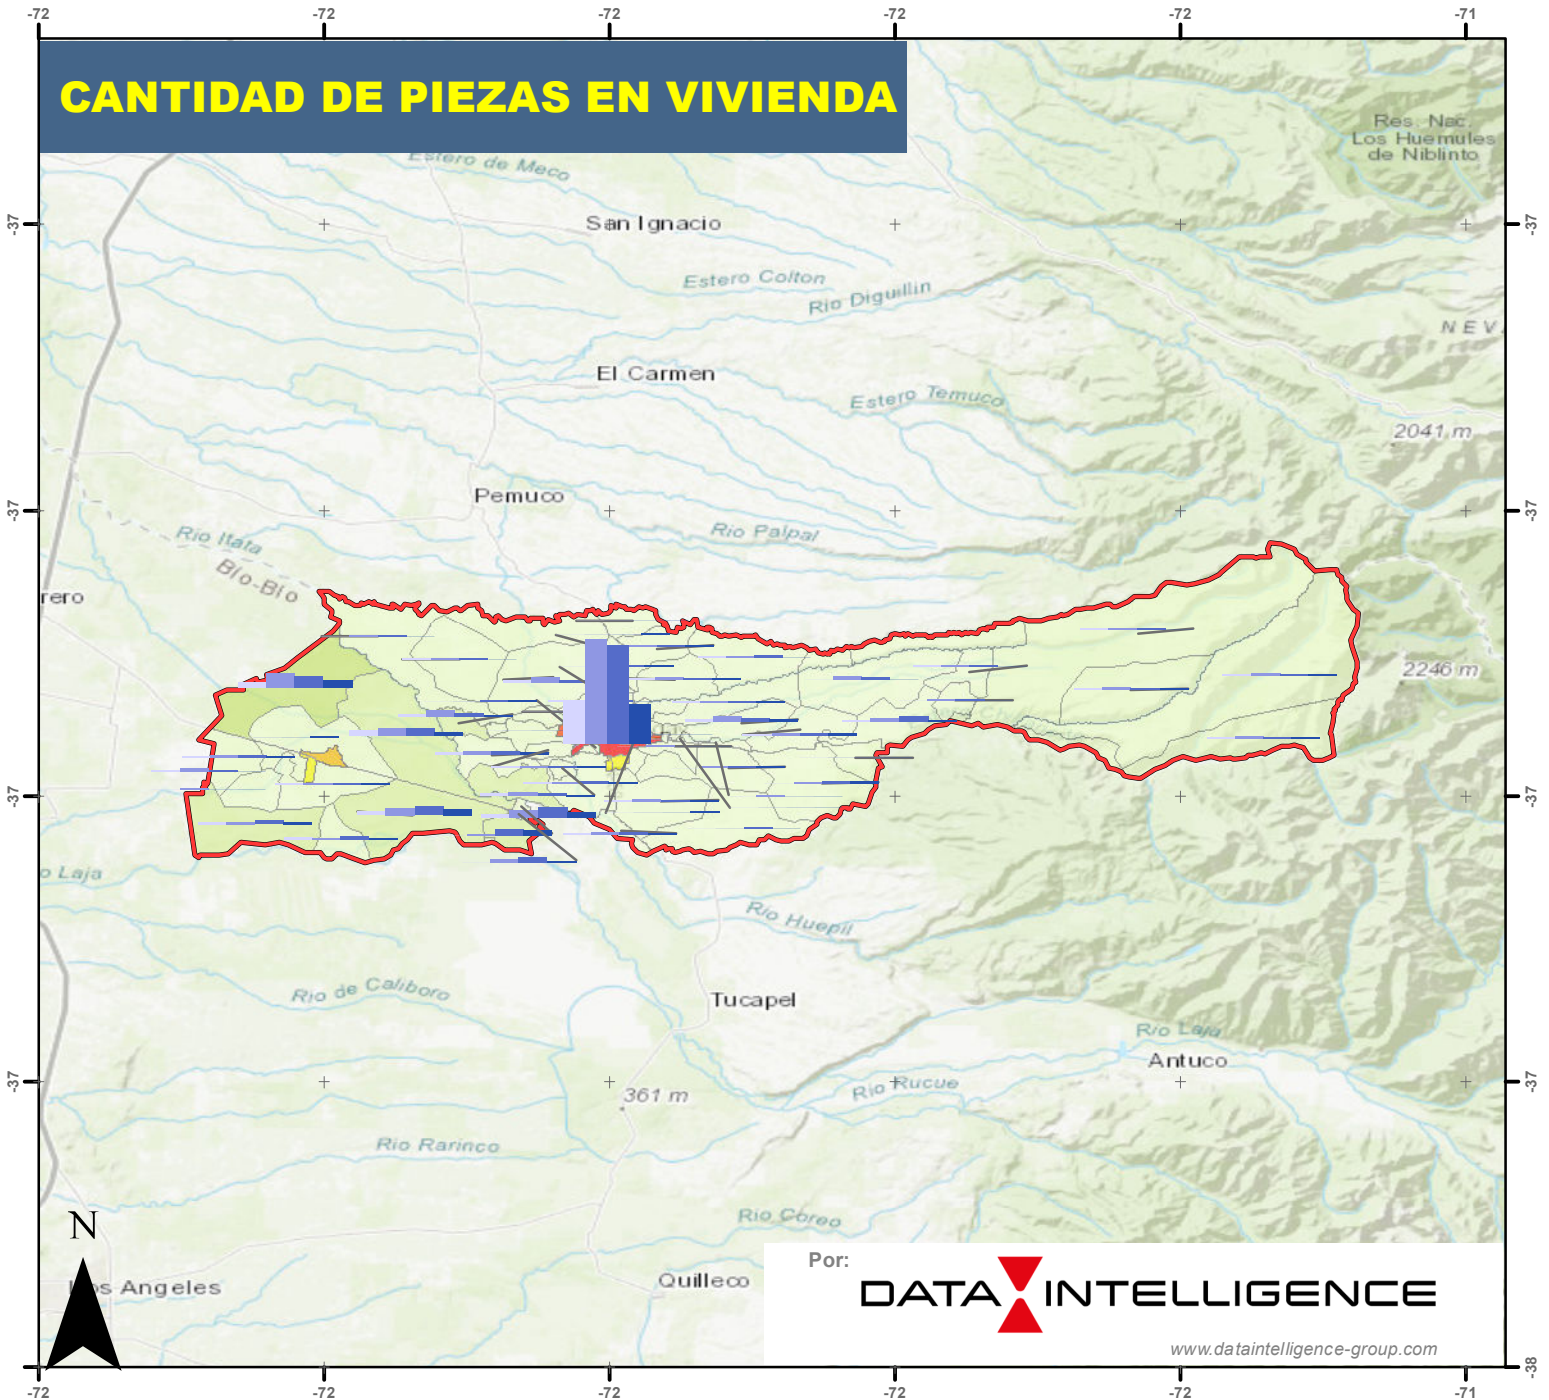 -72 -72 -72 -72 -72 -71
CANTIDAD DE PIEZAS EN VIVIENDA
Res. Nac.
Los Huemules
de Niblinto
Estero de Meco
-37 -37
San Ignacio
Estero Colton
Rio Diguillin
NEV.
El Carmen
Estero Temuco
2041 m
Pemuco
-37 -37
Rio Palpal
Rio Itata
Bio-Bio
rero
2246 m
-37 -37
o Laja
Rio Huepil
Rio de Caliboro
Tucapel
Rio Laja
Antuco
-37 -37
Rio Rucue
361 m
Rio Rarinco
Rio Coreo
N
Quilleco
os Angeles
Por:
DATA INTELLIGENCE
www.dataintelligence-group.com
-38
-72 -72 -72 -72 -72 -71